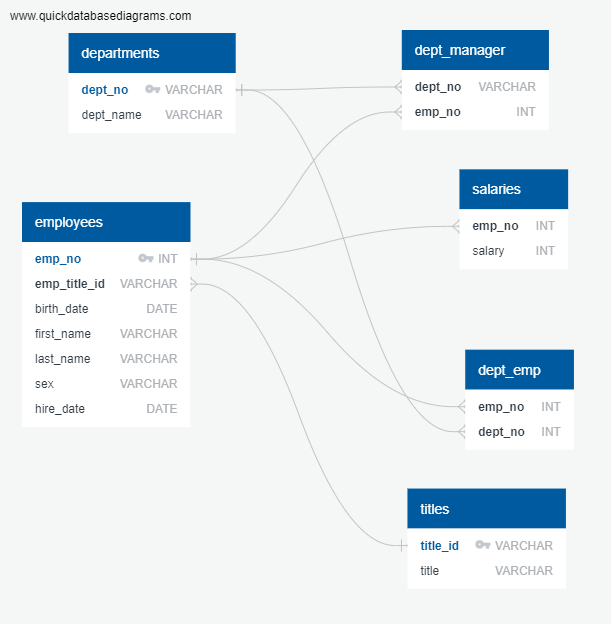 www.quickdatabasediagrams.com
departments
dept_no VARCHAR
dept_name VARCHAR
dept_manager
dept_no VARCHAR
emp_no INT
employees
emp_no INT
emp_title_id VARCHAR
birth_date DATE
first_name VARCHAR
last_name VARCHAR
sex VARCHAR
hire_date DATE
salaries
emp_no INT
salary INT
dept_emp
emp_no INT
dept_no INT
titles
title_id VARCHAR
title VARCHAR